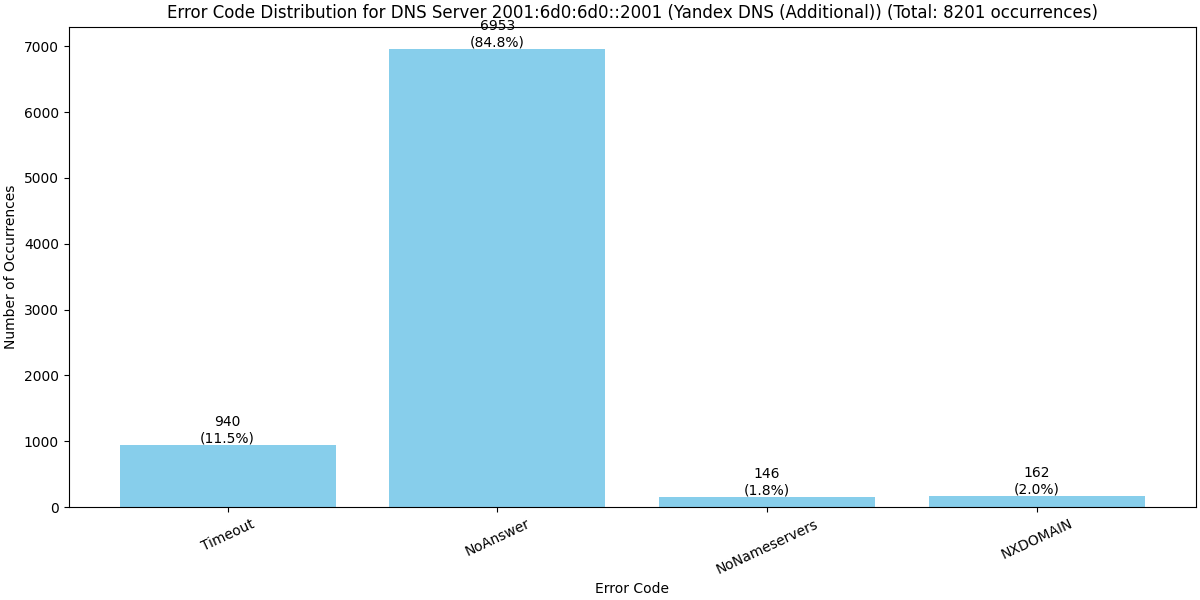 Error Code Distribution for DNS Server 2001:6d0:6d0::2001 (Yandex DNS (Additional)) (Total: 8201 occurrences)
Number of Occurrences
7000
6000
5000
4000
3000
2000
1000
0
940
(11.5%)
6953
(84.8%)
146
(1.8%)
162
(2.0%)
Timeout
NoAnswer
NoNameservers
NXDOMAIN
Error Code